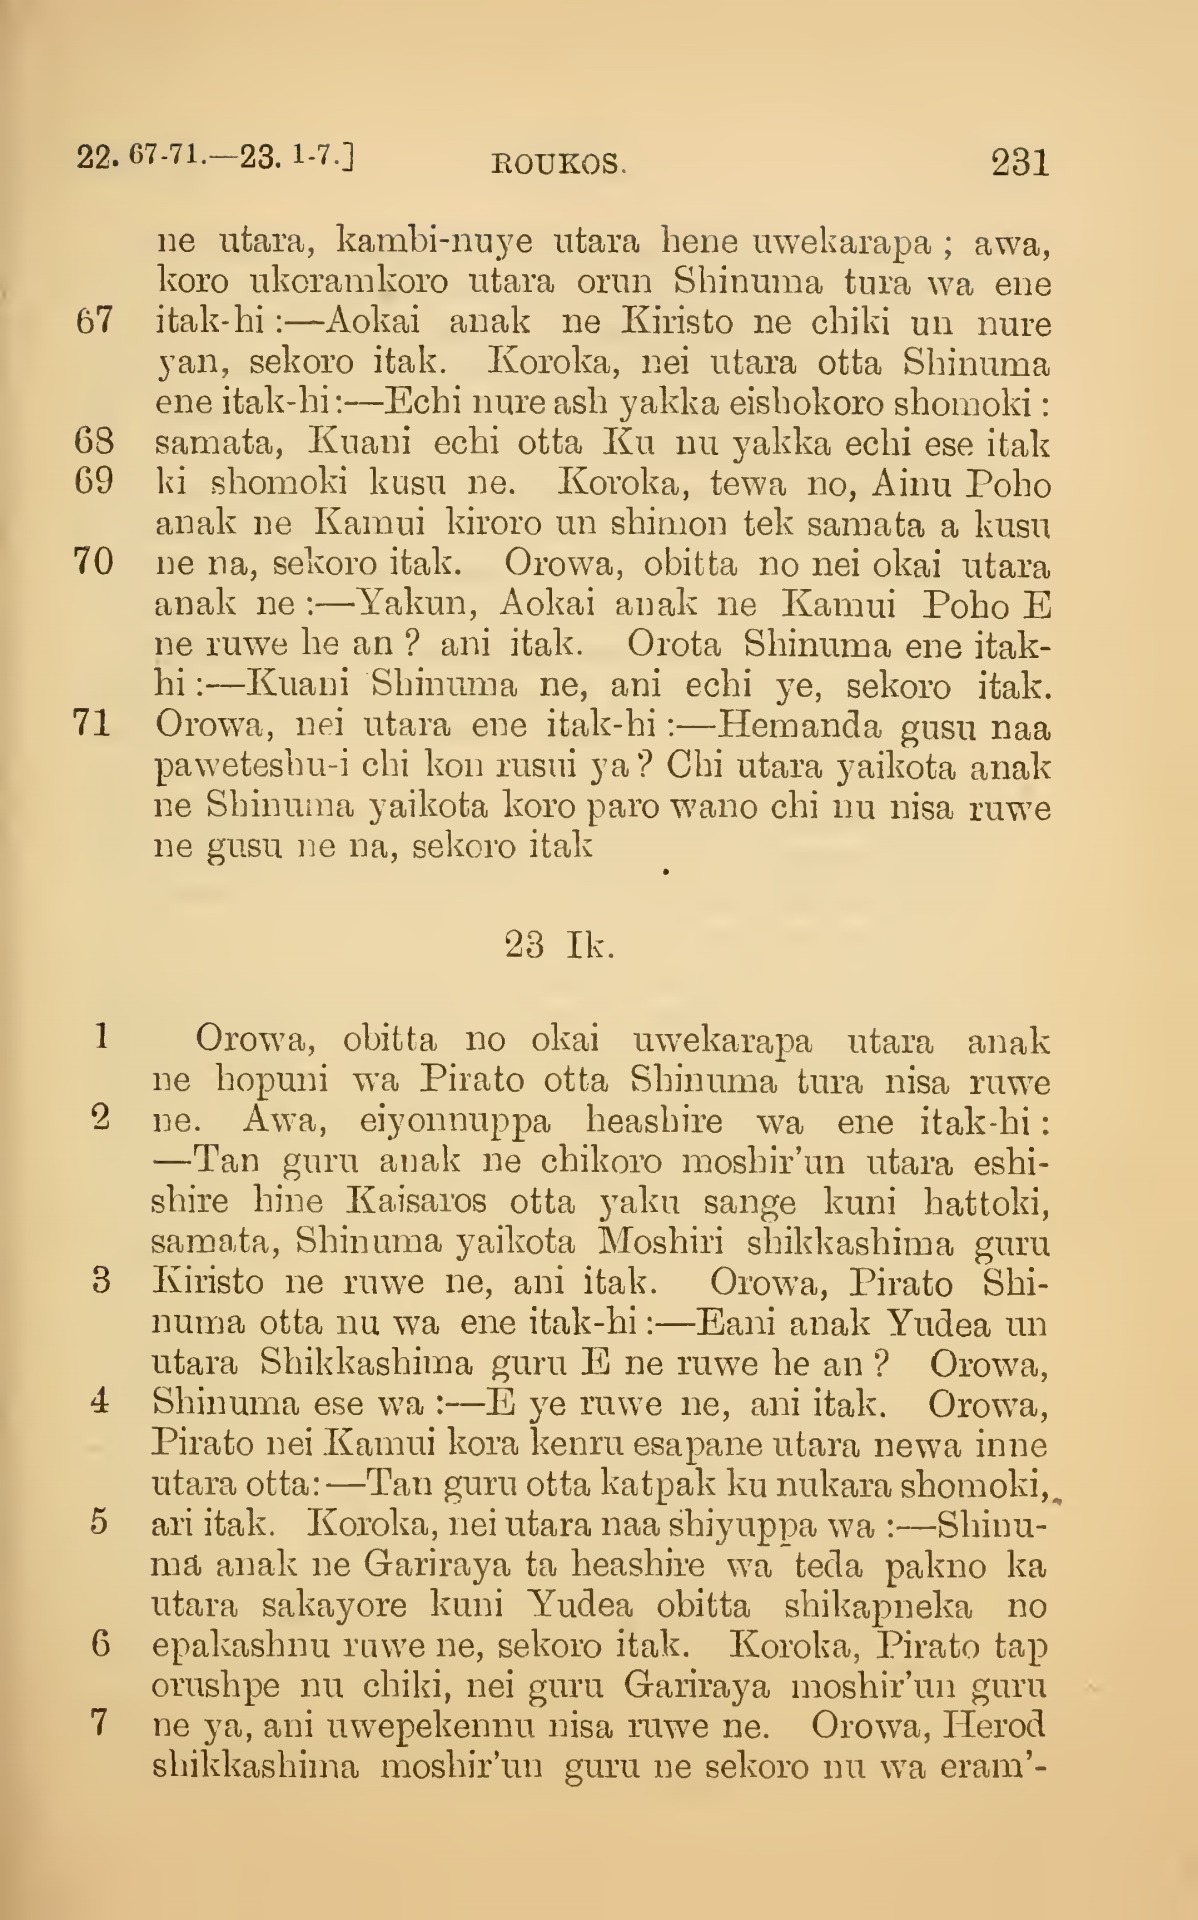 22. 67-71.—23. 1-7.] ROUKOS. 231
ne utara, kambi-nuye utara hene uwekarapa ; awa,
koro ukoramkoro utara orun Shinuma tura wa ene
67 itak-hi :—Aokai anak ne Kiristo ne chiki un nure
yan, sekoro itak. Koroka, nei utara otta Shinuma
ene itak-hi:—Echi nure ash yakka eishokoro shomoki :
68 samata, Kuani echi otta Ku nu yakka echi ese itak
69 ki shomoki kusu ne. Koroka, tewa no, Ainu Poho
anak ne Kamui kiroro un shimon tek samata a kusu
70 ne na, sekoro itak. Orowa, obitta no nei okai utara
anak ne :—Yakun, Aokai anak ne Kamui Poho E
ne ruwe he an ? ani itak. Orota Shinuma ene itak-
hi :—Kuani Shinuma ne, ani echi ye, sekoro itak.
71 Orowa, nei utara ene itak-hi :—Hemanda gusu naa
paweteshu-i chi kon rusui ya ? Chi utara yaikota anak
ne Shinuma yaikota koro paro wano chi nu nisa ruwe
ne gusu ne na, sekoro itak
23 Ik.
1 Orowa, obitta no okai uwekarapa utara anak
ne hopuni wa Pirato otta Shinuma tura nisa ruwe
2 ne. Awa, eiyonnuppa heashire wa ene itak-hi :
—Tan guru anak ne chikoro moshir'un utara eshi-
shire hine Kaisaros otta yaku sange kuni hattoki,
samata, Shinuma yaikota Moshiri shikkashima guru
3 Kiristo ne ruwe ne, ani itak. Orowa, Pirato Shi-
numa otta nu wa ene itak-hi :—Eani anak Yudea un
utara Shikkashima guru E ne ruwe he an ? Orowa,
4 Shinuma ese wa :—E ye ruwe ne, ani itak. Orowa,
Pirato nei Kamui kora kenru esapane utara newa inne
utara otta: —Tan guru otta katpak ku nukara shomoki,
5 ari itak. Koroka, nei utara naa shiyuppa wa :—Shinu-
ma anak ne Gariraya ta heashire wa teda pakno ka
utara sakayore kuni Yudea obitta shikapneka no
6 epakashnu ruwe ne, sekoro itak. Koroka, Pirato tap
orushpe nu chiki, nei guru Gariraya moshir'un guru
7 ne ya, ani uwepekennu nisa ruwe ne. Orowa, Herod
shikkashima moshir'un guru ne sekoro nu wa eram'-